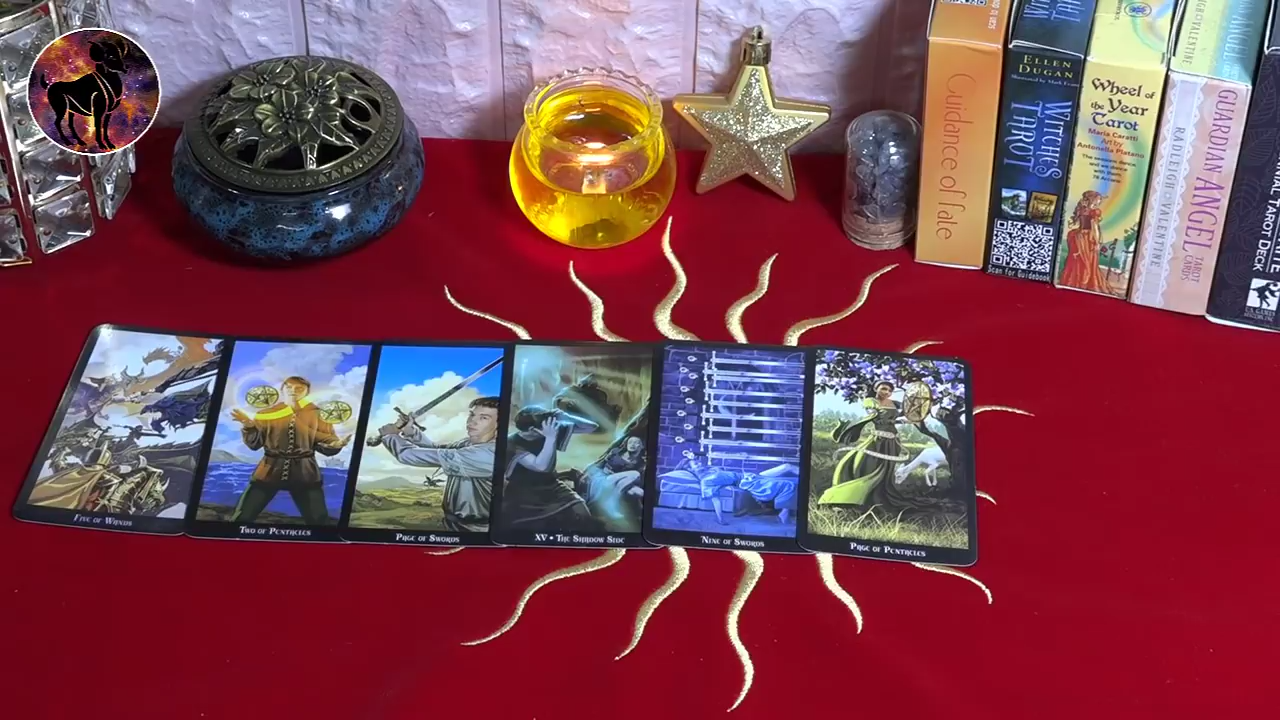 Guidance of fate
ELLEN
DUGAN
WITCHES
TAROT
Scan for Guidebook
Wheel of
the Year
Tarot
Maria Caratti
Art by
Antonella Platano
RADLEIGH VALENTINE
GUARDIAN
ANGEL
TAROT
CARDS
TAROT DECK
FIVE OF WANDS
TWO OF PENTACLES
PAGE OF SWORDS
XV • THE SHADOW SIDE
NINE OF SWORDS
PAGE OF PENTACLES